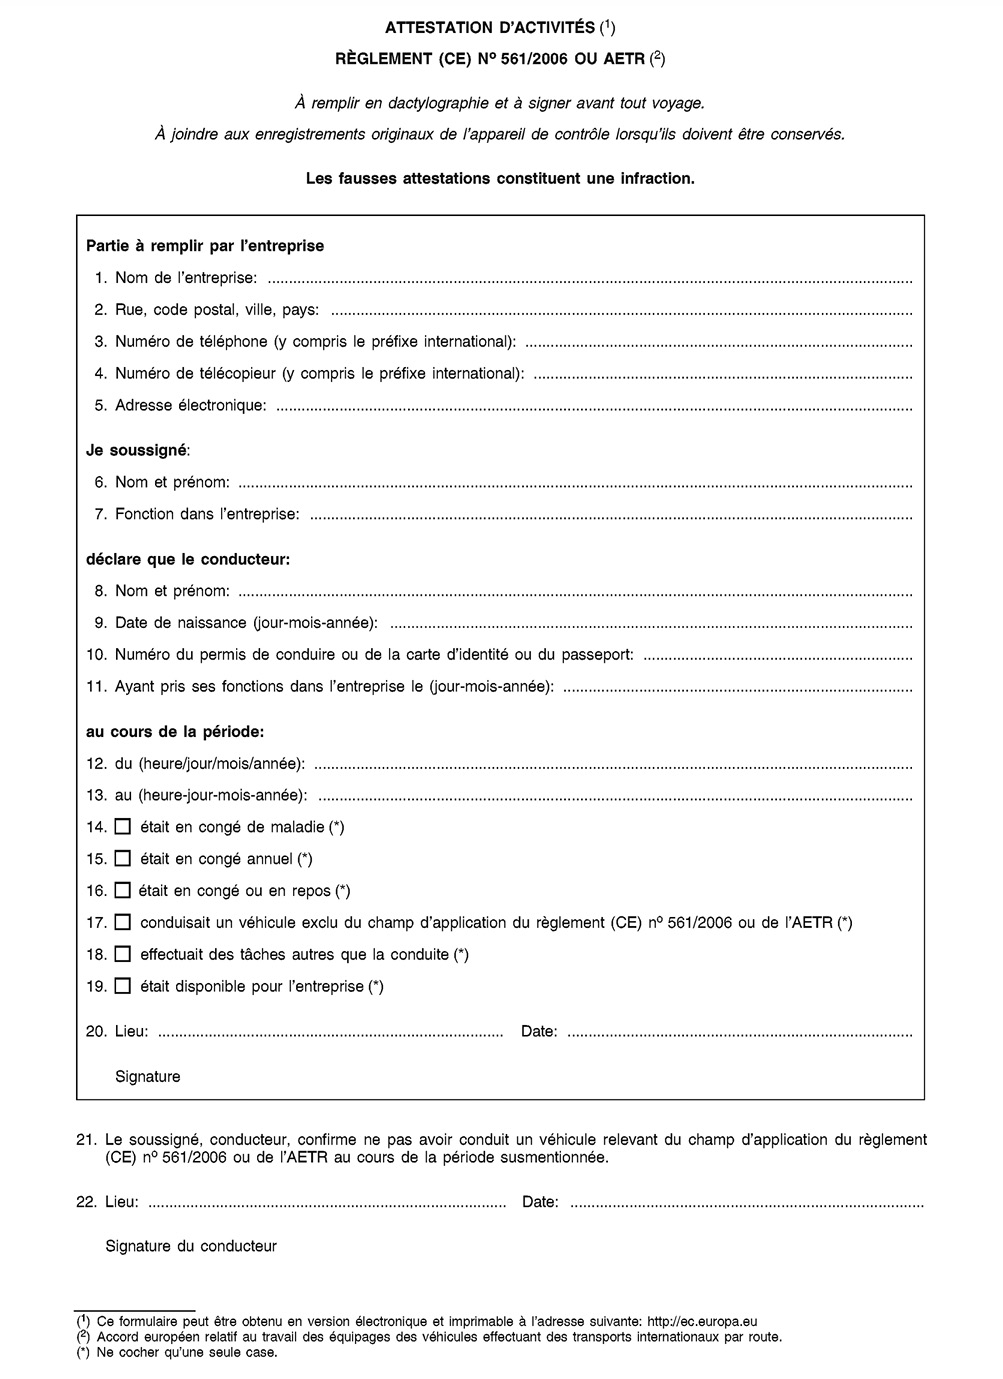 ATTESTATION D’ACTIVITÉS (1)
RÈGLEMENT (CE) Nº 561/2006 OU AETR (2)
À remplir en dactylographie et à signer avant tout voyage.
À joindre aux enregistrements originaux de l’appareil de contrôle lorsqu’ils doivent être conservés.
Les fausses attestations constituent une infraction.
Partie à remplir par l’entreprise
1. Nom de l’entreprise:
2. Rue, code postal, ville, pays:
3. Numéro de téléphone (y compris le préfixe international):
4. Numéro de télécopieur (y compris le préfixe international):
5. Adresse électronique:
Je soussigné:
6. Nom et prénom:
7. Fonction dans l’entreprise:
déclare que le conducteur:
8. Nom et prénom:
9. Date de naissance (jour-mois-année):
10. Numéro du permis de conduire ou de la carte d’identité ou du passeport:
11. Ayant pris ses fonctions dans l’entreprise le (jour-mois-année):
au cours de la période:
12. du (heure/jour/mois/année):
13. au (heure-jour-mois-année):
14. était en congé de maladie (*)
15. était en congé annuel (*)
16. était en congé ou en repos (*)
17. conduisait un véhicule exclu du champ d’application du règlement (CE) nº 561/2006 ou de l’AETR (*)
18. effectuait des tâches autres que la conduite (*)
19. était disponible pour l’entreprise (*)
20. Lieu: Date:
Signature
21. Le soussigné, conducteur, confirme ne pas avoir conduit un véhicule relevant du champ d’application du règlement
(CE) nº 561/2006 ou de l’AETR au cours de la période susmentionnée.
22. Lieu: Date:
Signature du conducteur
(1) Ce formulaire peut être obtenu en version électronique et imprimable à l’adresse suivante: http://ec.europa.eu
(2) Accord européen relatif au travail des équipages des véhicules effectuant des transports internationaux par route.
(*) Ne cocher qu’une seule case.